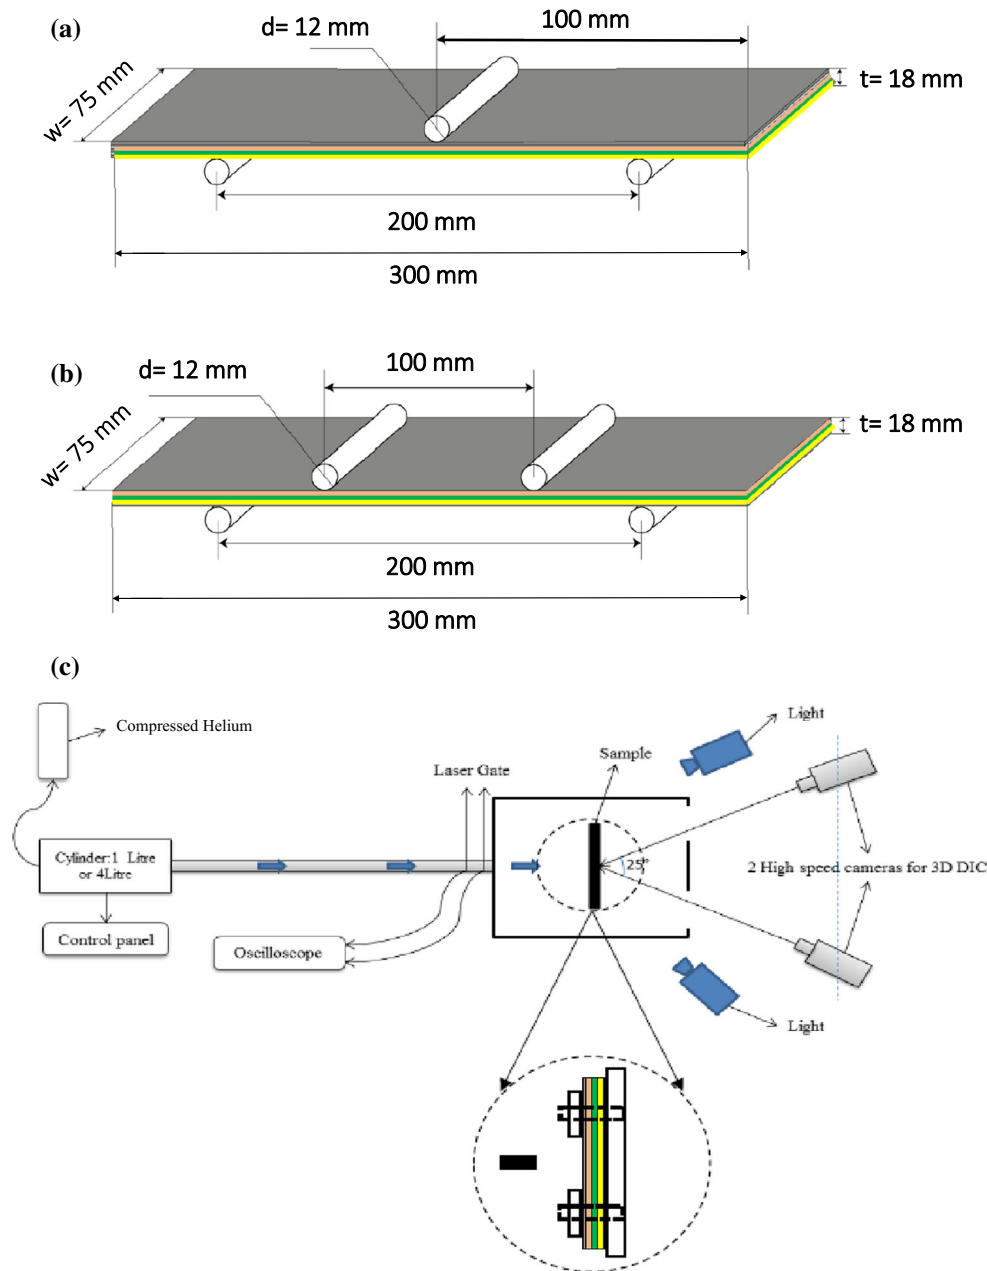 (a)
d= 12 mm
100 mm
w= 75 mm
t= 18 mm
200 mm
300 mm
(b)
d= 12 mm
100 mm
w= 75 mm
t= 18 mm
200 mm
300 mm
(c)
Compressed Helium
Light
Sample
Laser Gate
Cylinder:1 Litre
or 4Litre
25°
2 High speed cameras for 3D DIC
Control panel
Oscilloscope
Light